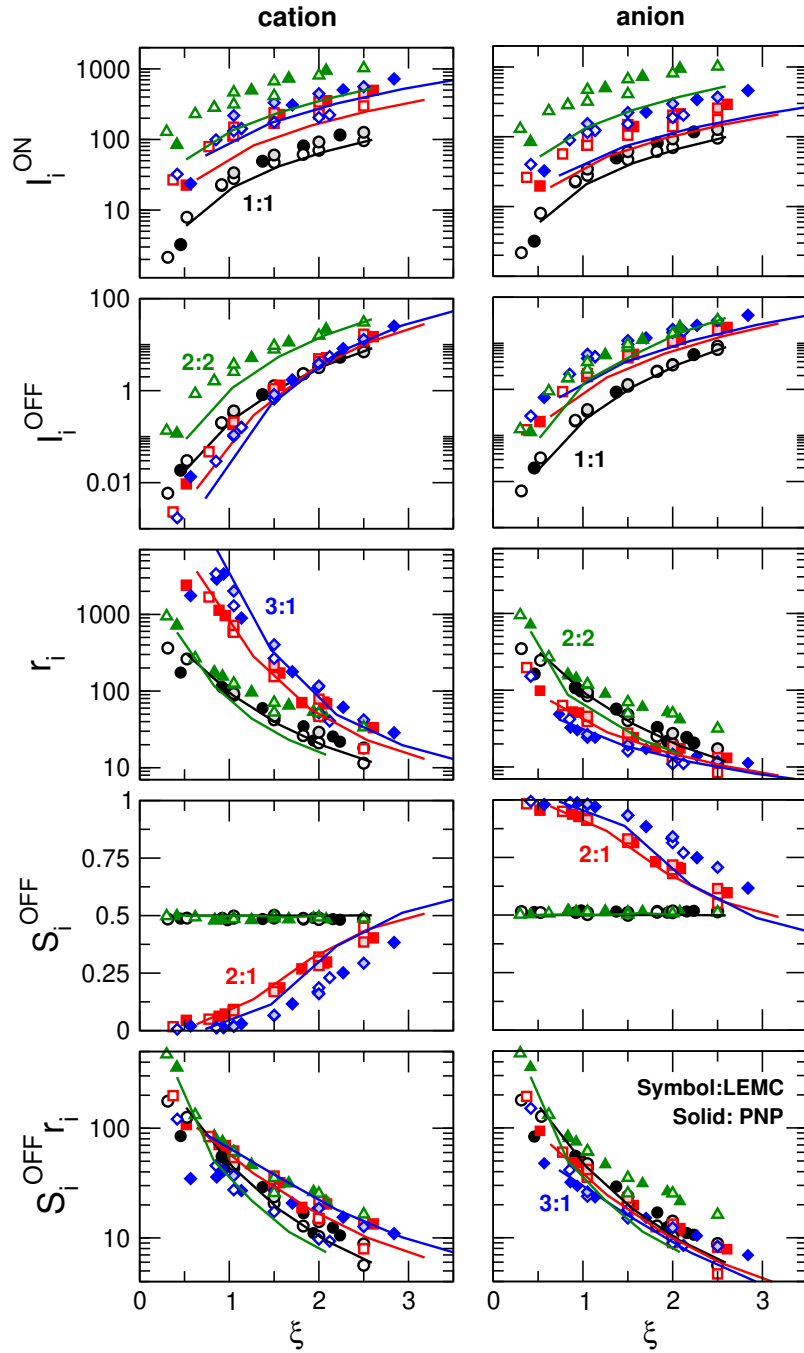 cation
anion
I_i^ON
1000
100
10
1:1
I_i^OFF
100
1
0.01
2:2
1:1
r_i
1000
100
10
3:1
2:2
S_i^OFF
1
0.75
0.5
0.25
0
2:1
2:1
S_i^OFF r_i
100
10
Symbol:LEMC
Solid: PNP
3:1
0 1 2 3
0 1 2 3
ξ
ξ